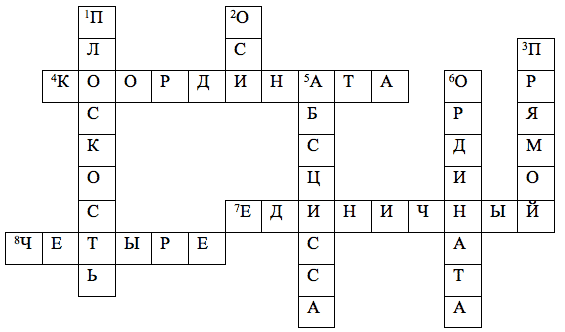 1П 2О
Л С 3П
4К О О Р Д И Н 5А Т А 6О Р
С Б Р Я
К С Д М
О Ц И О
С 7Е Д И Н И Ч Н Ы Й
8Ч Е Т Ы Р Е С А
Ь С Т
А А